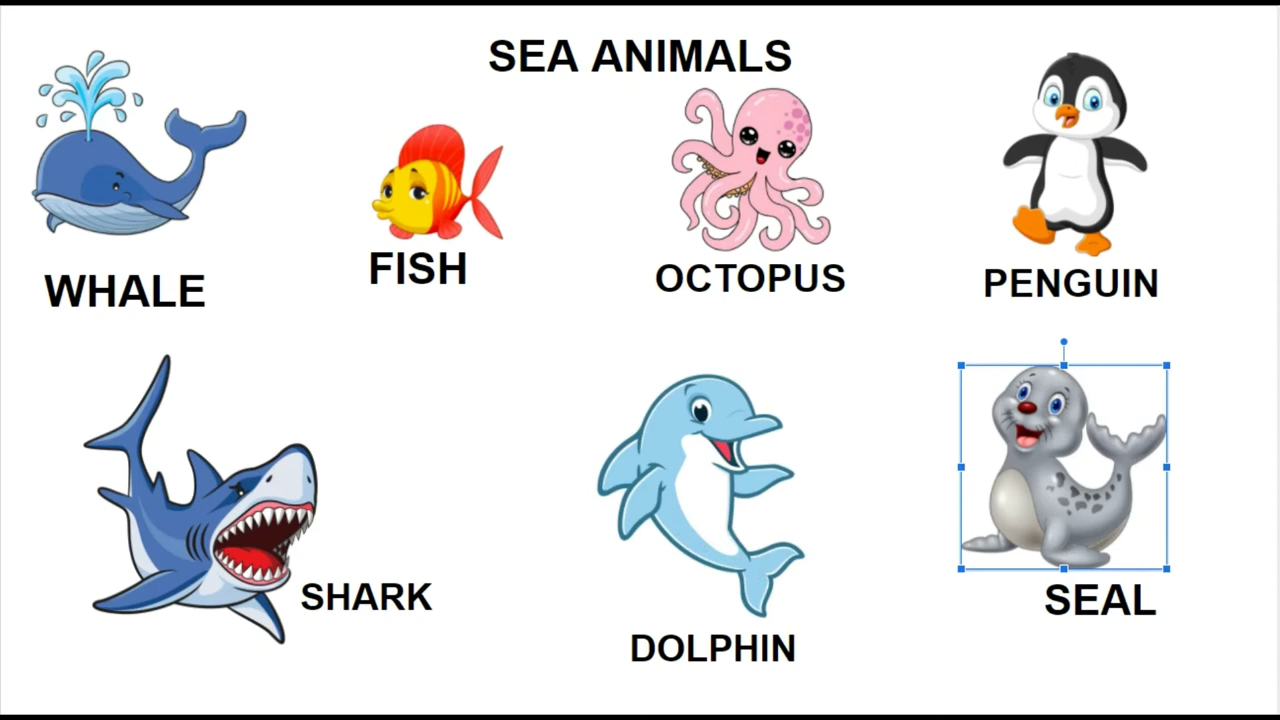 SEA ANIMALS
WHALE
FISH
OCTOPUS
PENGUIN
SHARK
DOLPHIN
SEAL